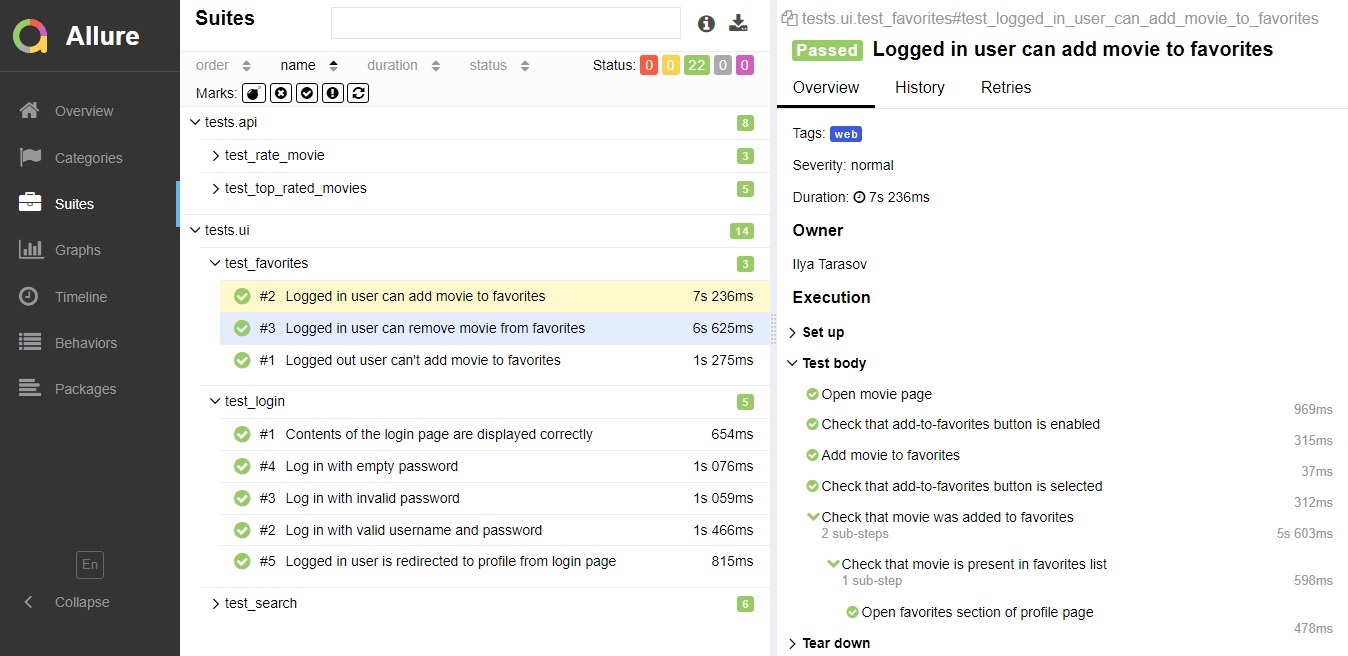 Allure
Overview
Categories
Suites
Graphs
Timeline
Behaviors
Packages
En
Collapse
Suites
order name duration status Status: 0 0 22 0 0
Marks:
tests.api 8
test_rate_movie 3
test_top_rated_movies 5
tests.ui 14
test_favorites 3
#2 Logged in user can add movie to favorites 7s 236ms
#3 Logged in user can remove movie from favorites 6s 625ms
#1 Logged out user can't add movie to favorites 1s 275ms
test_login 5
#1 Contents of the login page are displayed correctly 654ms
#4 Log in with empty password 1s 076ms
#3 Log in with invalid password 1s 059ms
#2 Log in with valid username and password 1s 466ms
#5 Logged in user is redirected to profile from login page 815ms
test_search 6
tests.ui.test_favorites#test_logged_in_user_can_add_movie_to_favorites
Passed Logged in user can add movie to favorites
Overview History Retries
Tags: web
Severity: normal
Duration: 7s 236ms
Owner
Ilya Tarasov
Execution
Set up
Test body
Open movie page
969ms
Check that add-to-favorites button is enabled
315ms
Add movie to favorites
37ms
Check that add-to-favorites button is selected
312ms
Check that movie was added to favorites
2 sub-steps 5s 603ms
Check that movie is present in favorites list
1 sub-step 598ms
Open favorites section of profile page
478ms
Tear down